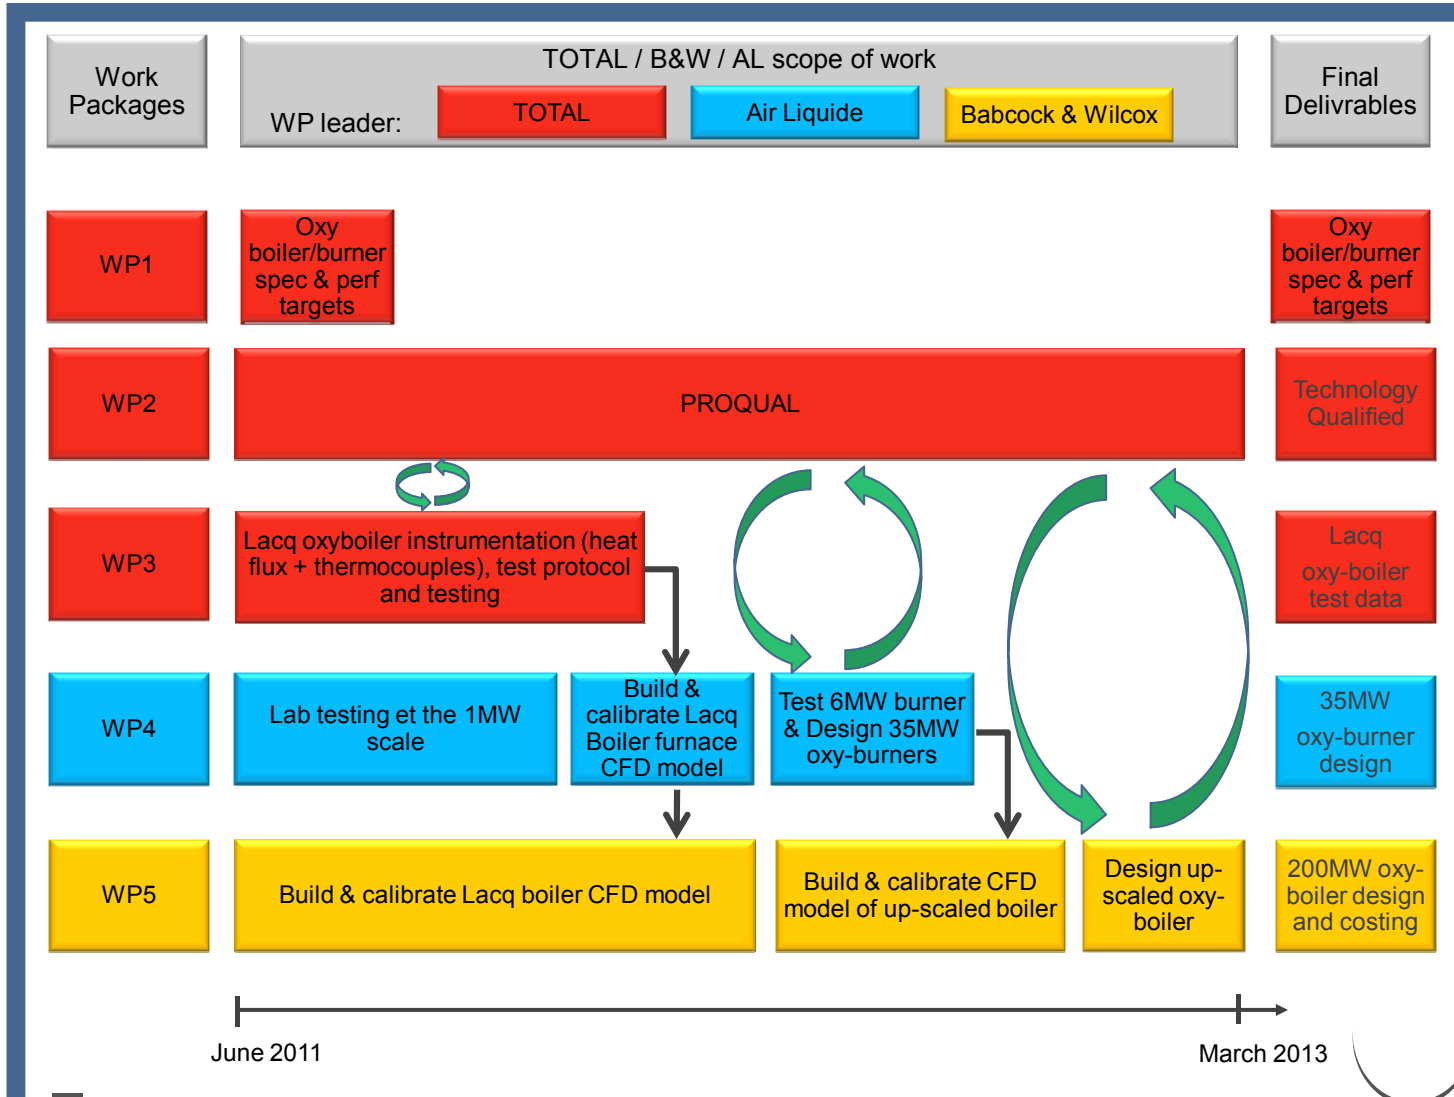 Work
Packages
TOTAL / B&W / AL scope of work
WP leader:
TOTAL
Air Liquide
Babcock & Wilcox
Final
Delivrables
WP1
Oxy
boiler/burner
spec & perf
targets
Oxy
boiler/burner
spec & perf
targets
WP2
PROQUAL
Technology
Qualified
WP3
Lacq oxyboiler instrumentation (heat
flux + thermocouples), test protocol
and testing
Lacq
oxy-boiler
test data
WP4
Lab testing et the 1MW
scale
Build &
calibrate Lacq
Boiler furnace
CFD model
Test 6MW burner
& Design 35MW
oxy-burners
35MW
oxy-burner
design
WP5
Build & calibrate Lacq boiler CFD model
Build & calibrate CFD
model of up-scaled boiler
Design up-
scaled oxy-
boiler
200MW oxy-
boiler design
and costing
June 2011
March 2013